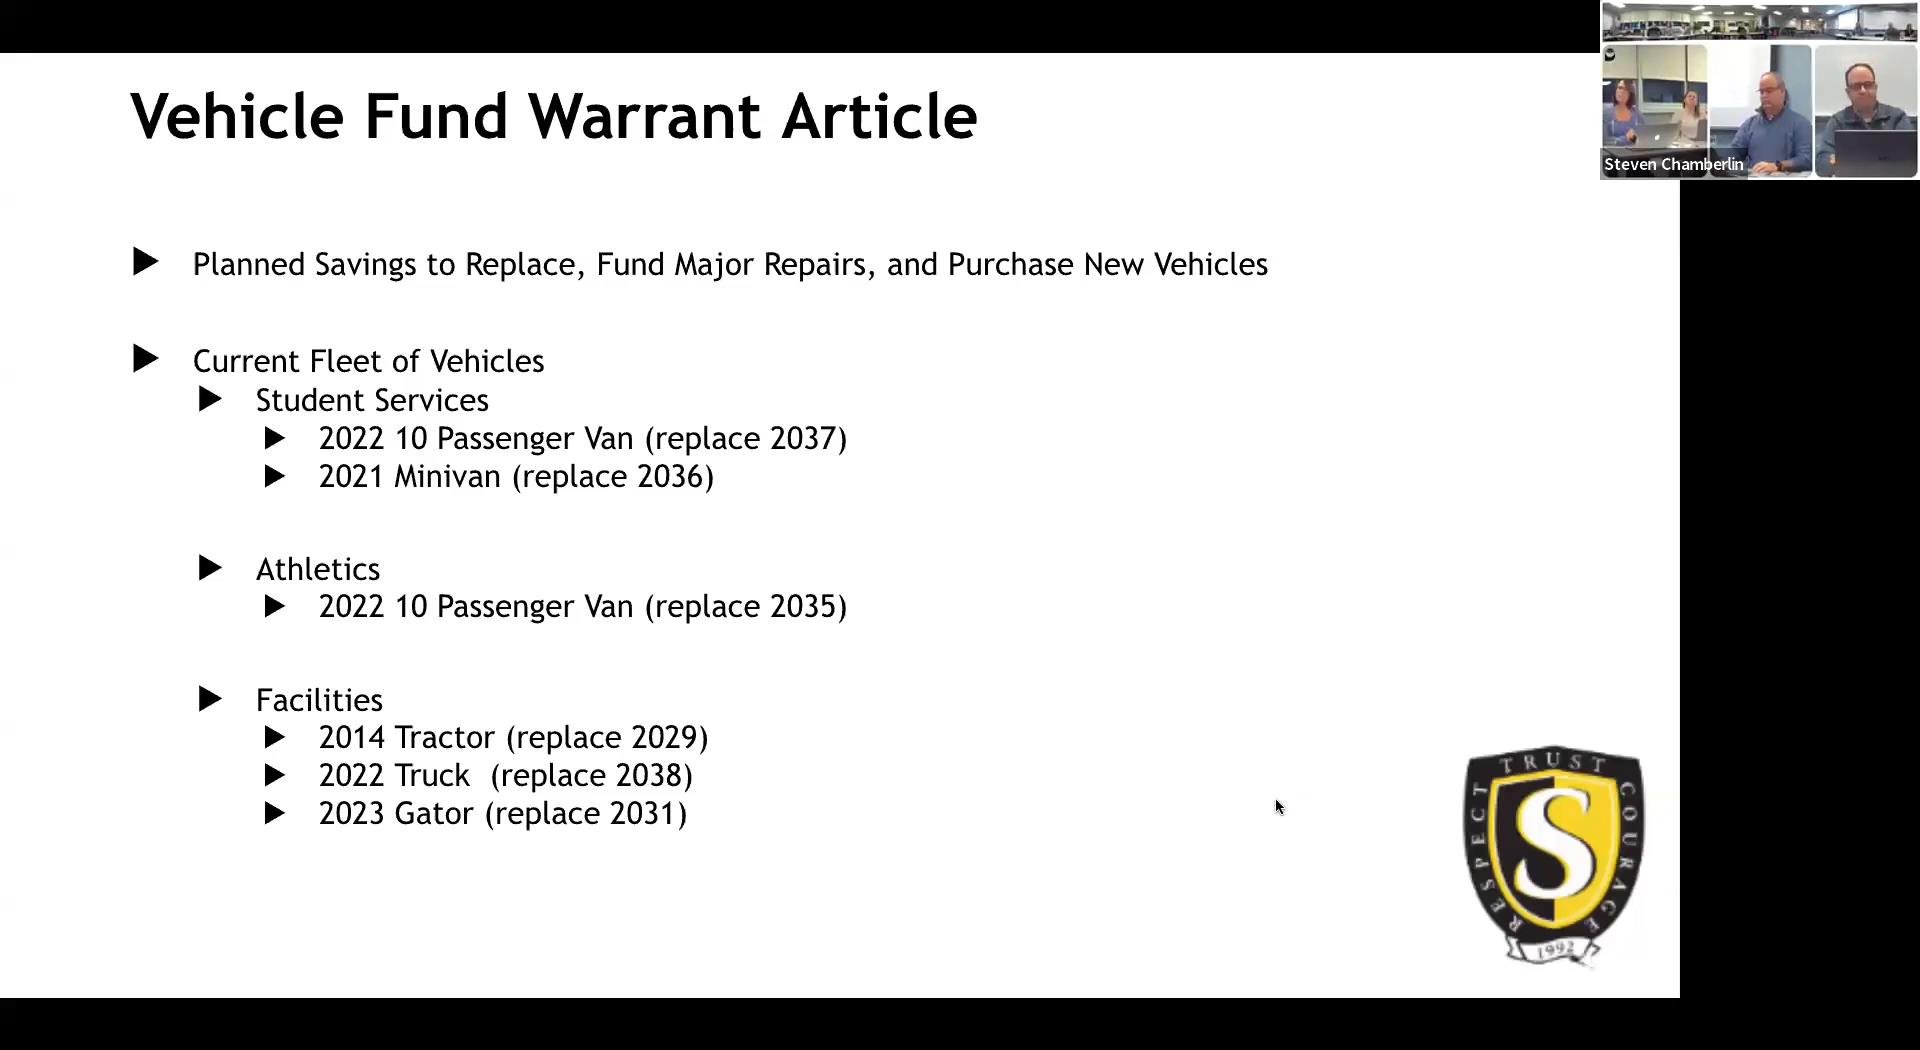 Vehicle Fund Warrant Article
Steven Chamberlin
Planned Savings to Replace, Fund Major Repairs, and Purchase New Vehicles
Current Fleet of Vehicles
Student Services
2022 10 Passenger Van (replace 2037)
2021 Minivan (replace 2036)
Athletics
2022 10 Passenger Van (replace 2035)
Facilities
2014 Tractor (replace 2029)
2022 Truck  (replace 2038)
2023 Gator (replace 2031)
RESPECT TRUST COURAGE
S
1992